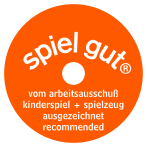 spiel gut®
vom arbeitsausschuß
kinderspiel + spielzeug
ausgezeichnet
recommended